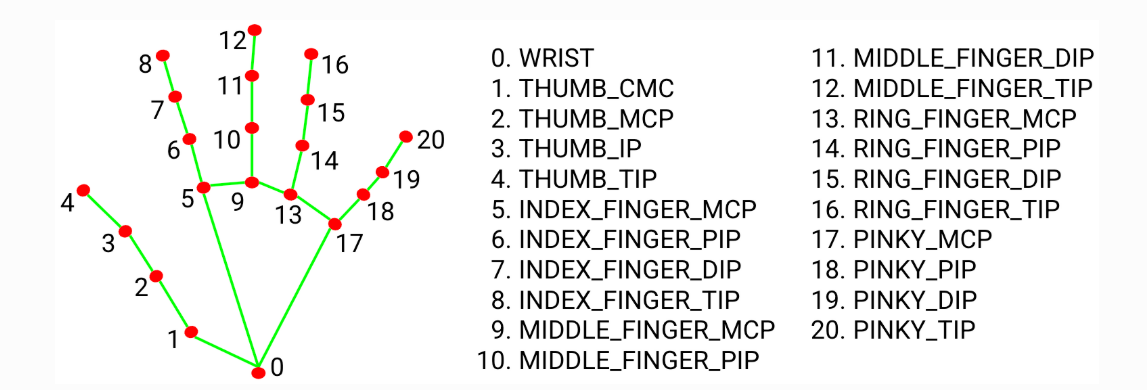 12
8
16
11
7
15
10
20
6
14
19
4
5
9
13
18
3
17
2
1
0
0. WRIST
1. THUMB_CMC
2. THUMB_MCP
3. THUMB_IP
4. THUMB_TIP
5. INDEX_FINGER_MCP
6. INDEX_FINGER_PIP
7. INDEX_FINGER_DIP
8. INDEX_FINGER_TIP
9. MIDDLE_FINGER_MCP
10. MIDDLE_FINGER_PIP
11. MIDDLE_FINGER_DIP
12. MIDDLE_FINGER_TIP
13. RING_FINGER_MCP
14. RING_FINGER_PIP
15. RING_FINGER_DIP
16. RING_FINGER_TIP
17. PINKY_MCP
18. PINKY_PIP
19. PINKY_DIP
20. PINKY_TIP